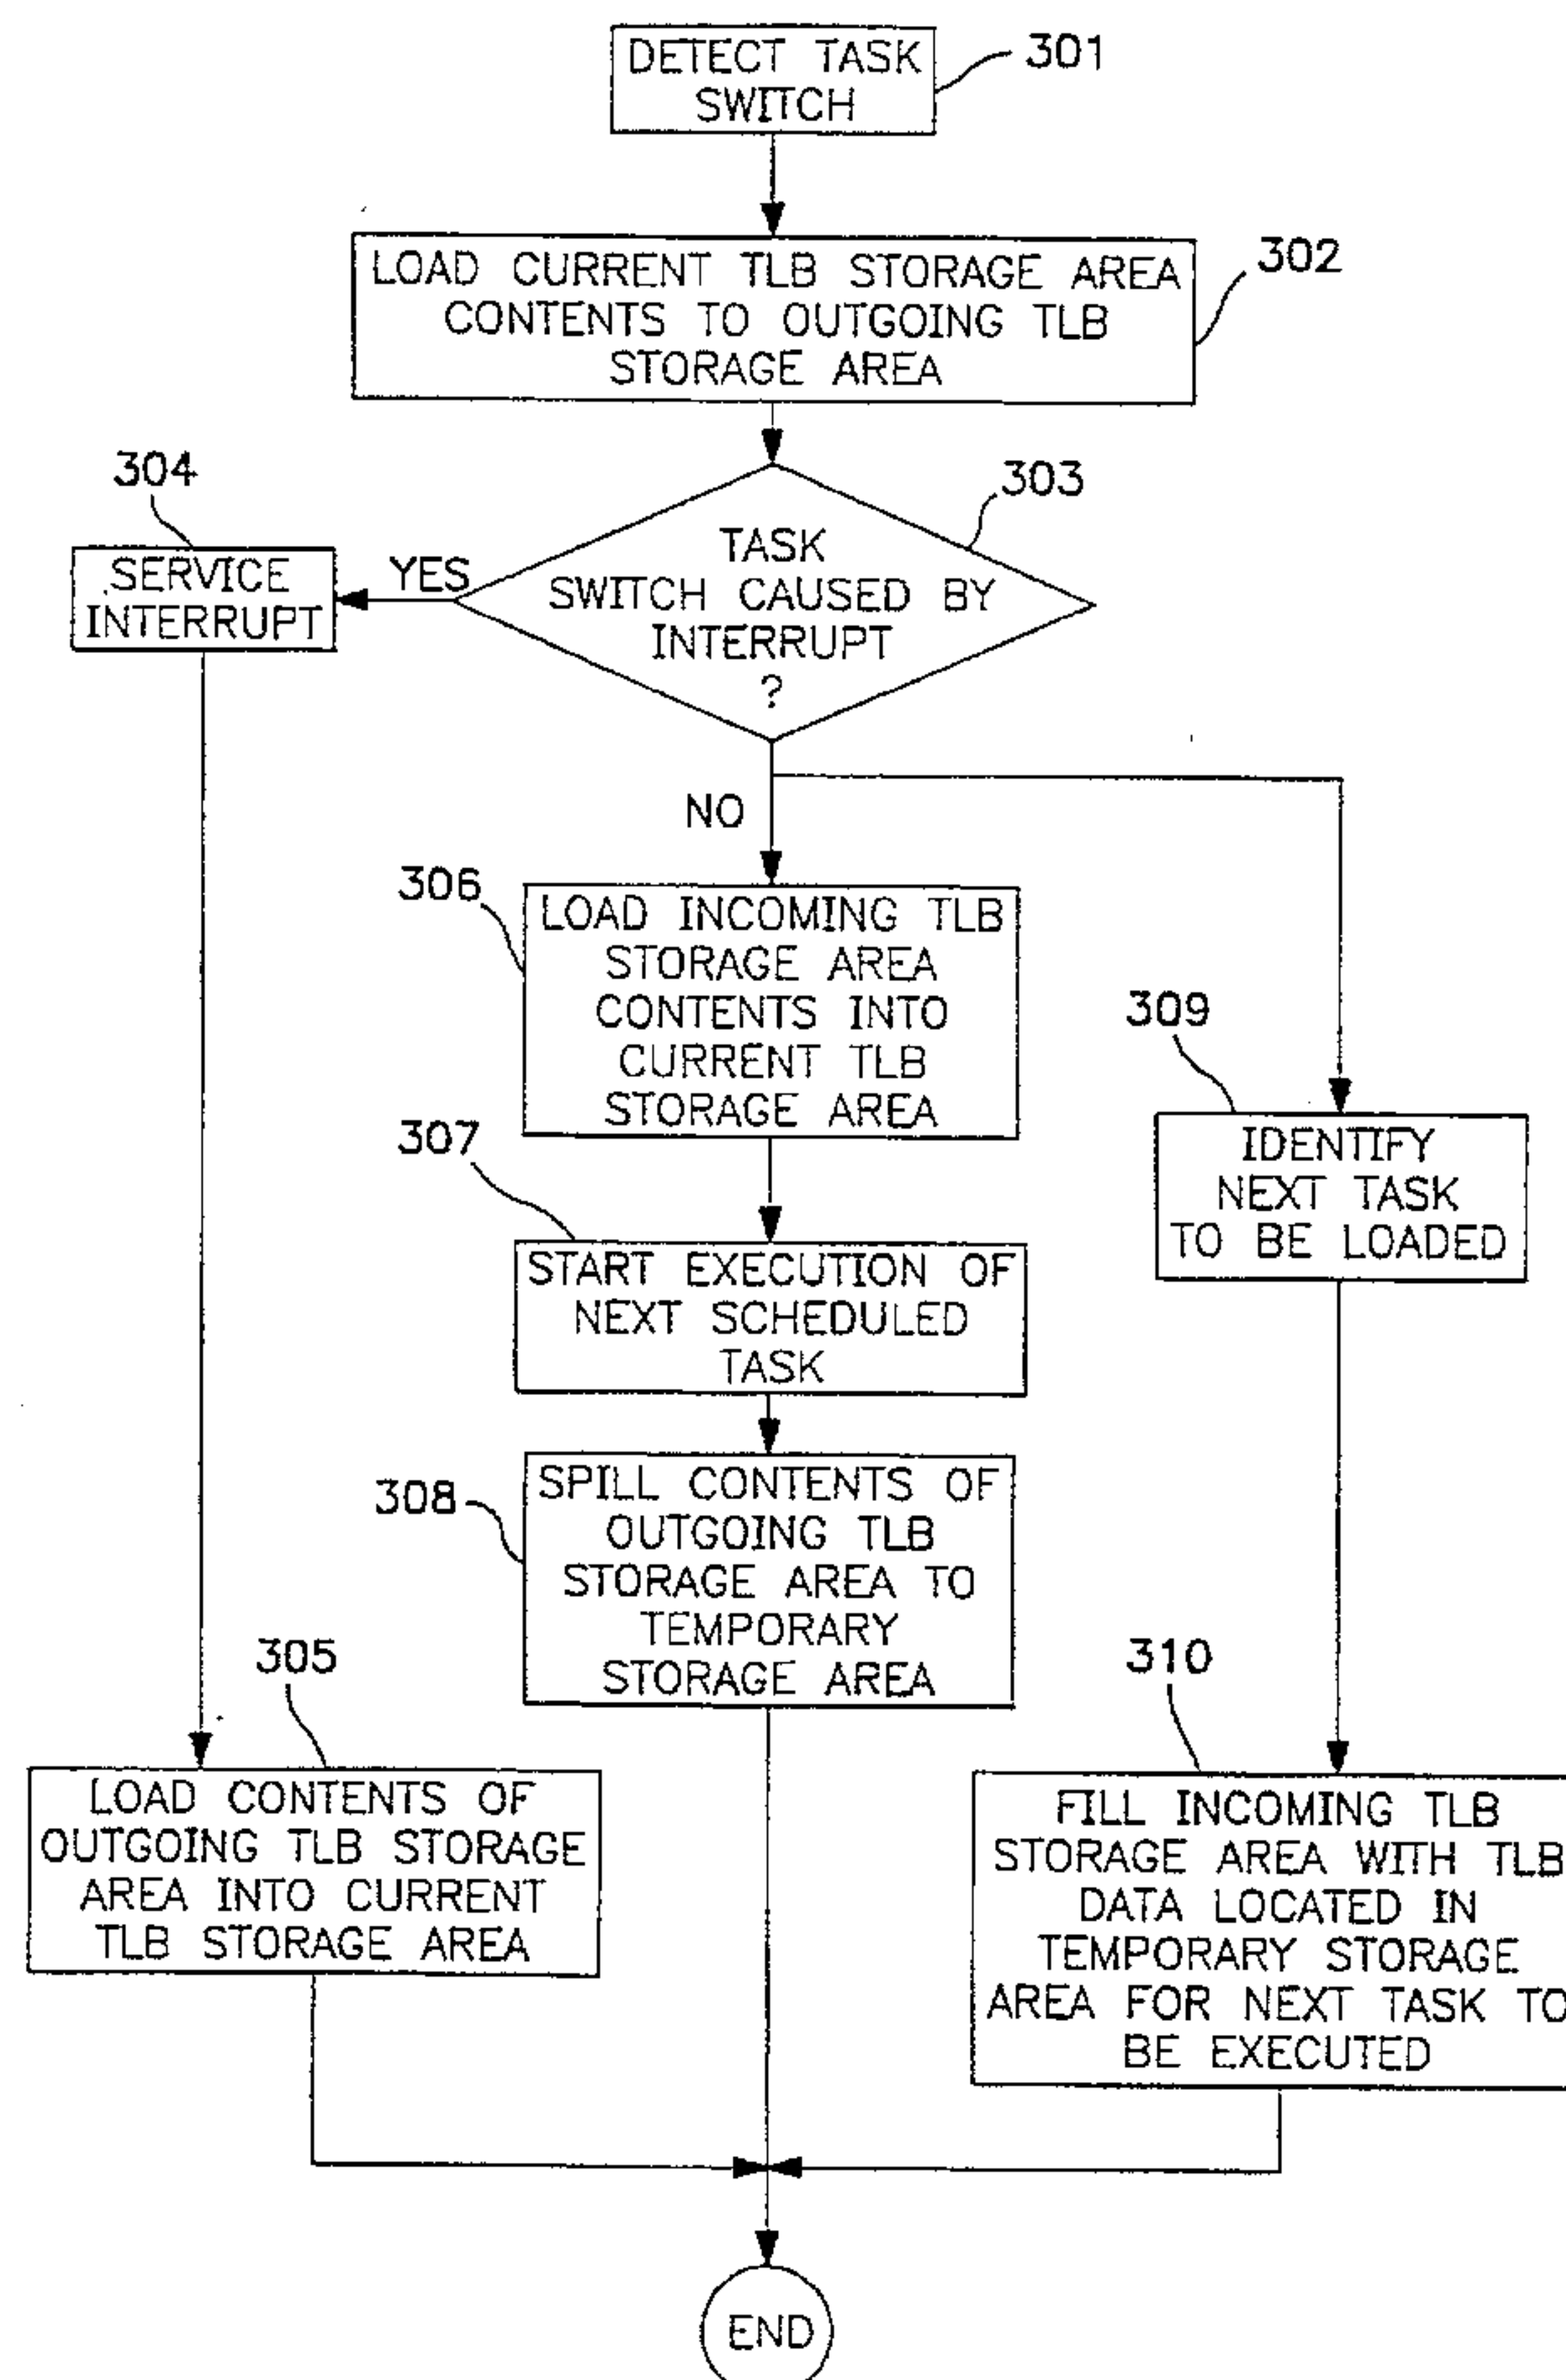 DETECT TASK
SWITCH
301
LOAD CURRENT TLB STORAGE AREA
CONTENTS TO OUTGOING TLB
STORAGE AREA
302
303
TASK
SWITCH CAUSED BY
INTERRUPT
?
YES
304
SERVICE
INTERRUPT
NO
306
LOAD INCOMING TLB
STORAGE AREA
CONTENTS INTO
CURRENT TLB
STORAGE AREA
309
IDENTIFY
NEXT TASK
TO BE LOADED
307
START EXECUTION OF
NEXT SCHEDULED
TASK
308
SPILL CONTENTS OF
OUTGOING TLB
STORAGE AREA TO
TEMPORARY
STORAGE AREA
305
LOAD CONTENTS OF
OUTGOING TLB STORAGE
AREA INTO CURRENT
TLB STORAGE AREA
310
FILL INCOMING TLB
STORAGE AREA WITH TLB
DATA LOCATED IN
TEMPORARY STORAGE
AREA FOR NEXT TASK TO
BE EXECUTED
END